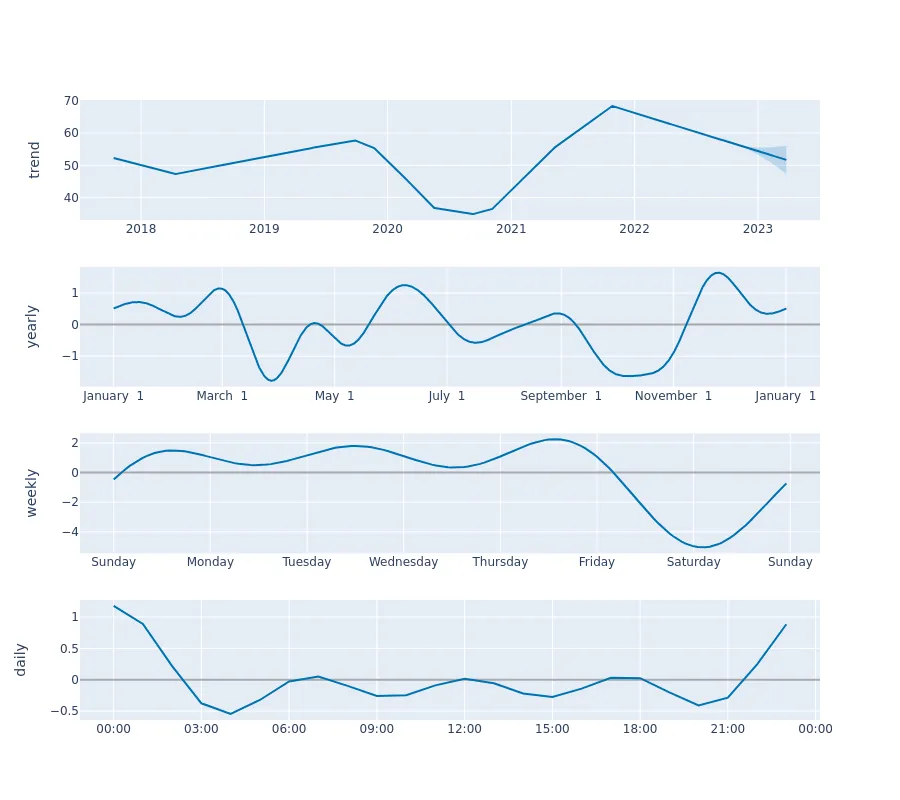 trend
70
60
50
40
2018 2019 2020 2021 2022 2023
yearly
1
0
−1
January 1 March 1 May 1 July 1 September 1 November 1 January 1
weekly
2
0
−2
−4
Sunday Monday Tuesday Wednesday Thursday Friday Saturday Sunday
daily
1
0.5
0
−0.5
00:00 03:00 06:00 09:00 12:00 15:00 18:00 21:00 00:00